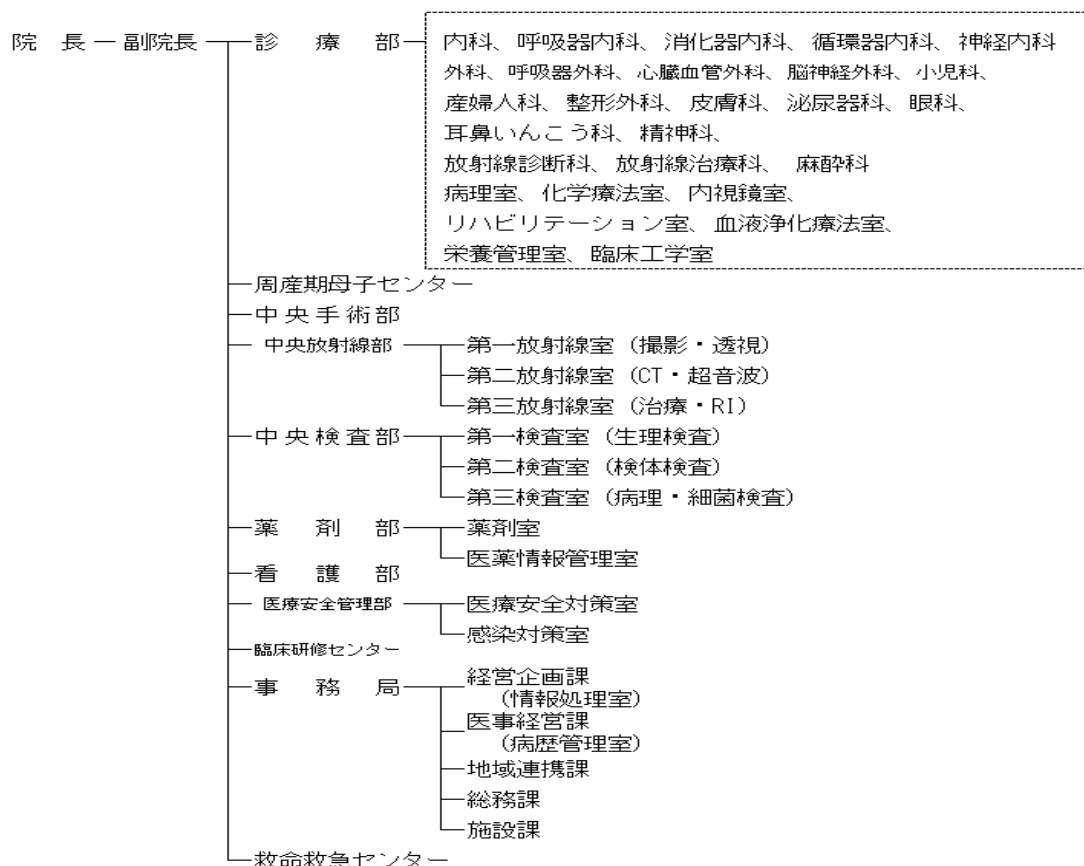 院長 副院長 診療部 内科、呼吸器内科、消化器内科、循環器内科、神経内科
外科、呼吸器外科、心臓血管外科、脳神経外科、小児科、
産婦人科、整形外科、皮膚科、泌尿器科、眼科、
耳鼻いんこう科、精神科、
放射線診断科、放射線治療科、麻酔科
病理室、化学療法室、内視鏡室、
リハビリテーション室、血液浄化療法室、
栄養管理室、臨床工学室
周産期母子センター
中央手術部
中央放射線部 第一放射線室（撮影・透視）
第二放射線室（CT・超音波）
第三放射線室（治療・RI）
中央検査部 第一検査室（生理検査）
第二検査室（検体検査）
第三検査室（病理・細菌検査）
薬剤部 薬剤室
医薬情報管理室
看護部
医療安全管理部 医療安全対策室
感染対策室
臨床研修センター
事務局 経営企画課
（情報処理室）
医事経営課
（病歴管理室）
地域連携課
総務課
施設課
救命救急センター